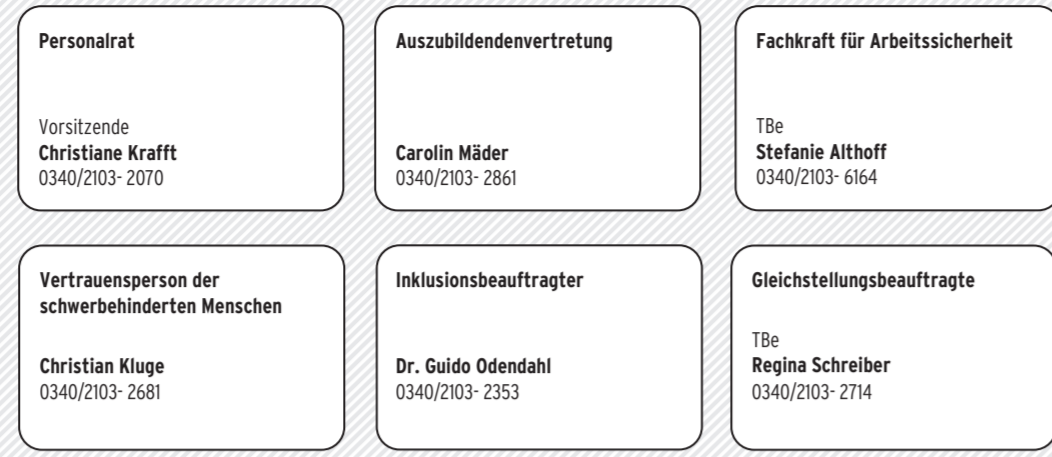 Personalrat
Vorsitzende
Christiane Krafft
0340/2103- 2070
Auszubildendenvertretung
Carolin Mäder
0340/2103- 2861
Fachkraft für Arbeitssicherheit
TBe
Stefanie Althoff
0340/2103- 6164
Vertrauensperson der
schwerbehinderten Menschen
Christian Kluge
0340/2103- 2681
Inklusionsbeauftragter
Dr. Guido Odendahl
0340/2103- 2353
Gleichstellungsbeauftragte
TBe
Regina Schreiber
0340/2103- 2714